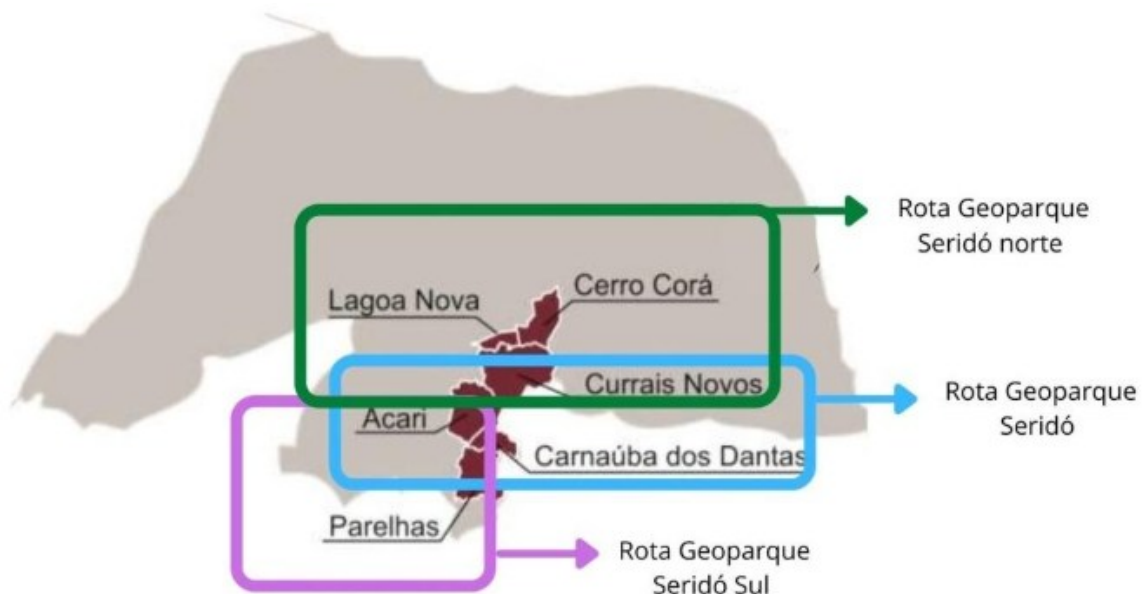 Rota Geoparque
Seridó norte
Cerro Corá
Lagoa Nova
Currais Novos
Rota Geoparque
Seridó
Acari
Carnaúba dos Dantas
Parelhas
Rota Geoparque
Seridó Sul